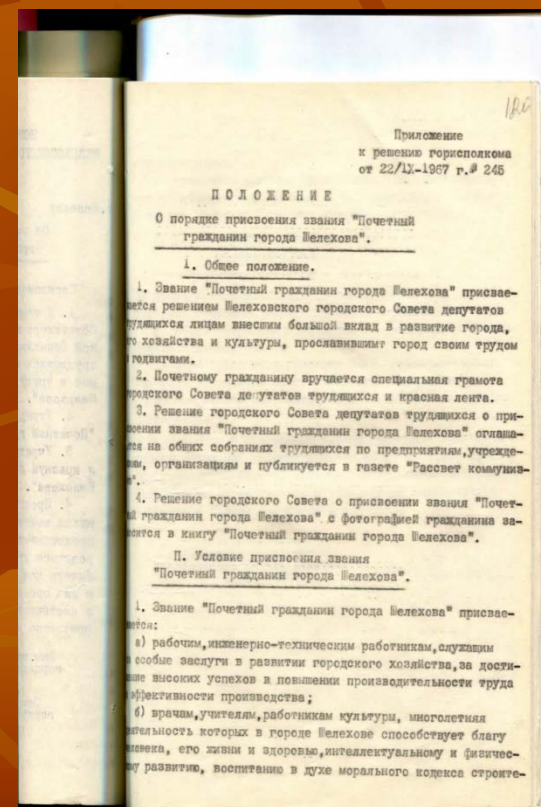 Приложение
к решению горисполкома
от 22/IX-1967 г.№ 245
ПОЛОЖЕНИЕ
О порядке присвоения звания "Почетный
гражданин города Шелехова".
1. Общее положение.
1. Звание "Почетный гражданин города Шелехова" присваи-
вается решением Шелеховского городского Совета депутатов
трудящихся лицам внесшим большой вклад в развитие города,
его хозяйства и культуры, прославившимт город своим трудом
подвигами.
2. Почетному гражданину вручается специальная грамота
городского Совета депутатов трудящихся и красная лента.
3. Решение городского Совета депутатов трудящихся о при-
своении звания "Почетный гражданин города Шелехова" оглаша-
ется на общих собраниях трудящихся по предприятиям,учрежде-
ниям, организациям и публикуется в газете "Рассвет коммуниз-
ма".
4. Решение городского Совета о присвоении звания "Почет-
ный гражданин города Шелехова" с фотографией гражданина за-
носится в книгу "Почетный гражданин города Шелехова".
П. Условие присвоения звания
"Почетный гражданин города Шелехова".
1. Звание "Почетный гражданин города Шелехова" присваи-
вается:
а) рабочим,инженерно-техническим работникам,служащим
за особые заслуги в развитии городского хозяйства,за дости-
жение высоких успехов в повышении производительности труда
эффективности производства;
б) врачам,учителям,работникам культуры, многолетняя
деятельность которых в городе Шелехове способствует благу
человека, его жизни и здоровью,интеллектуальному и физичес-
кому развитию, воспитанию в духе морального кодекса строите-